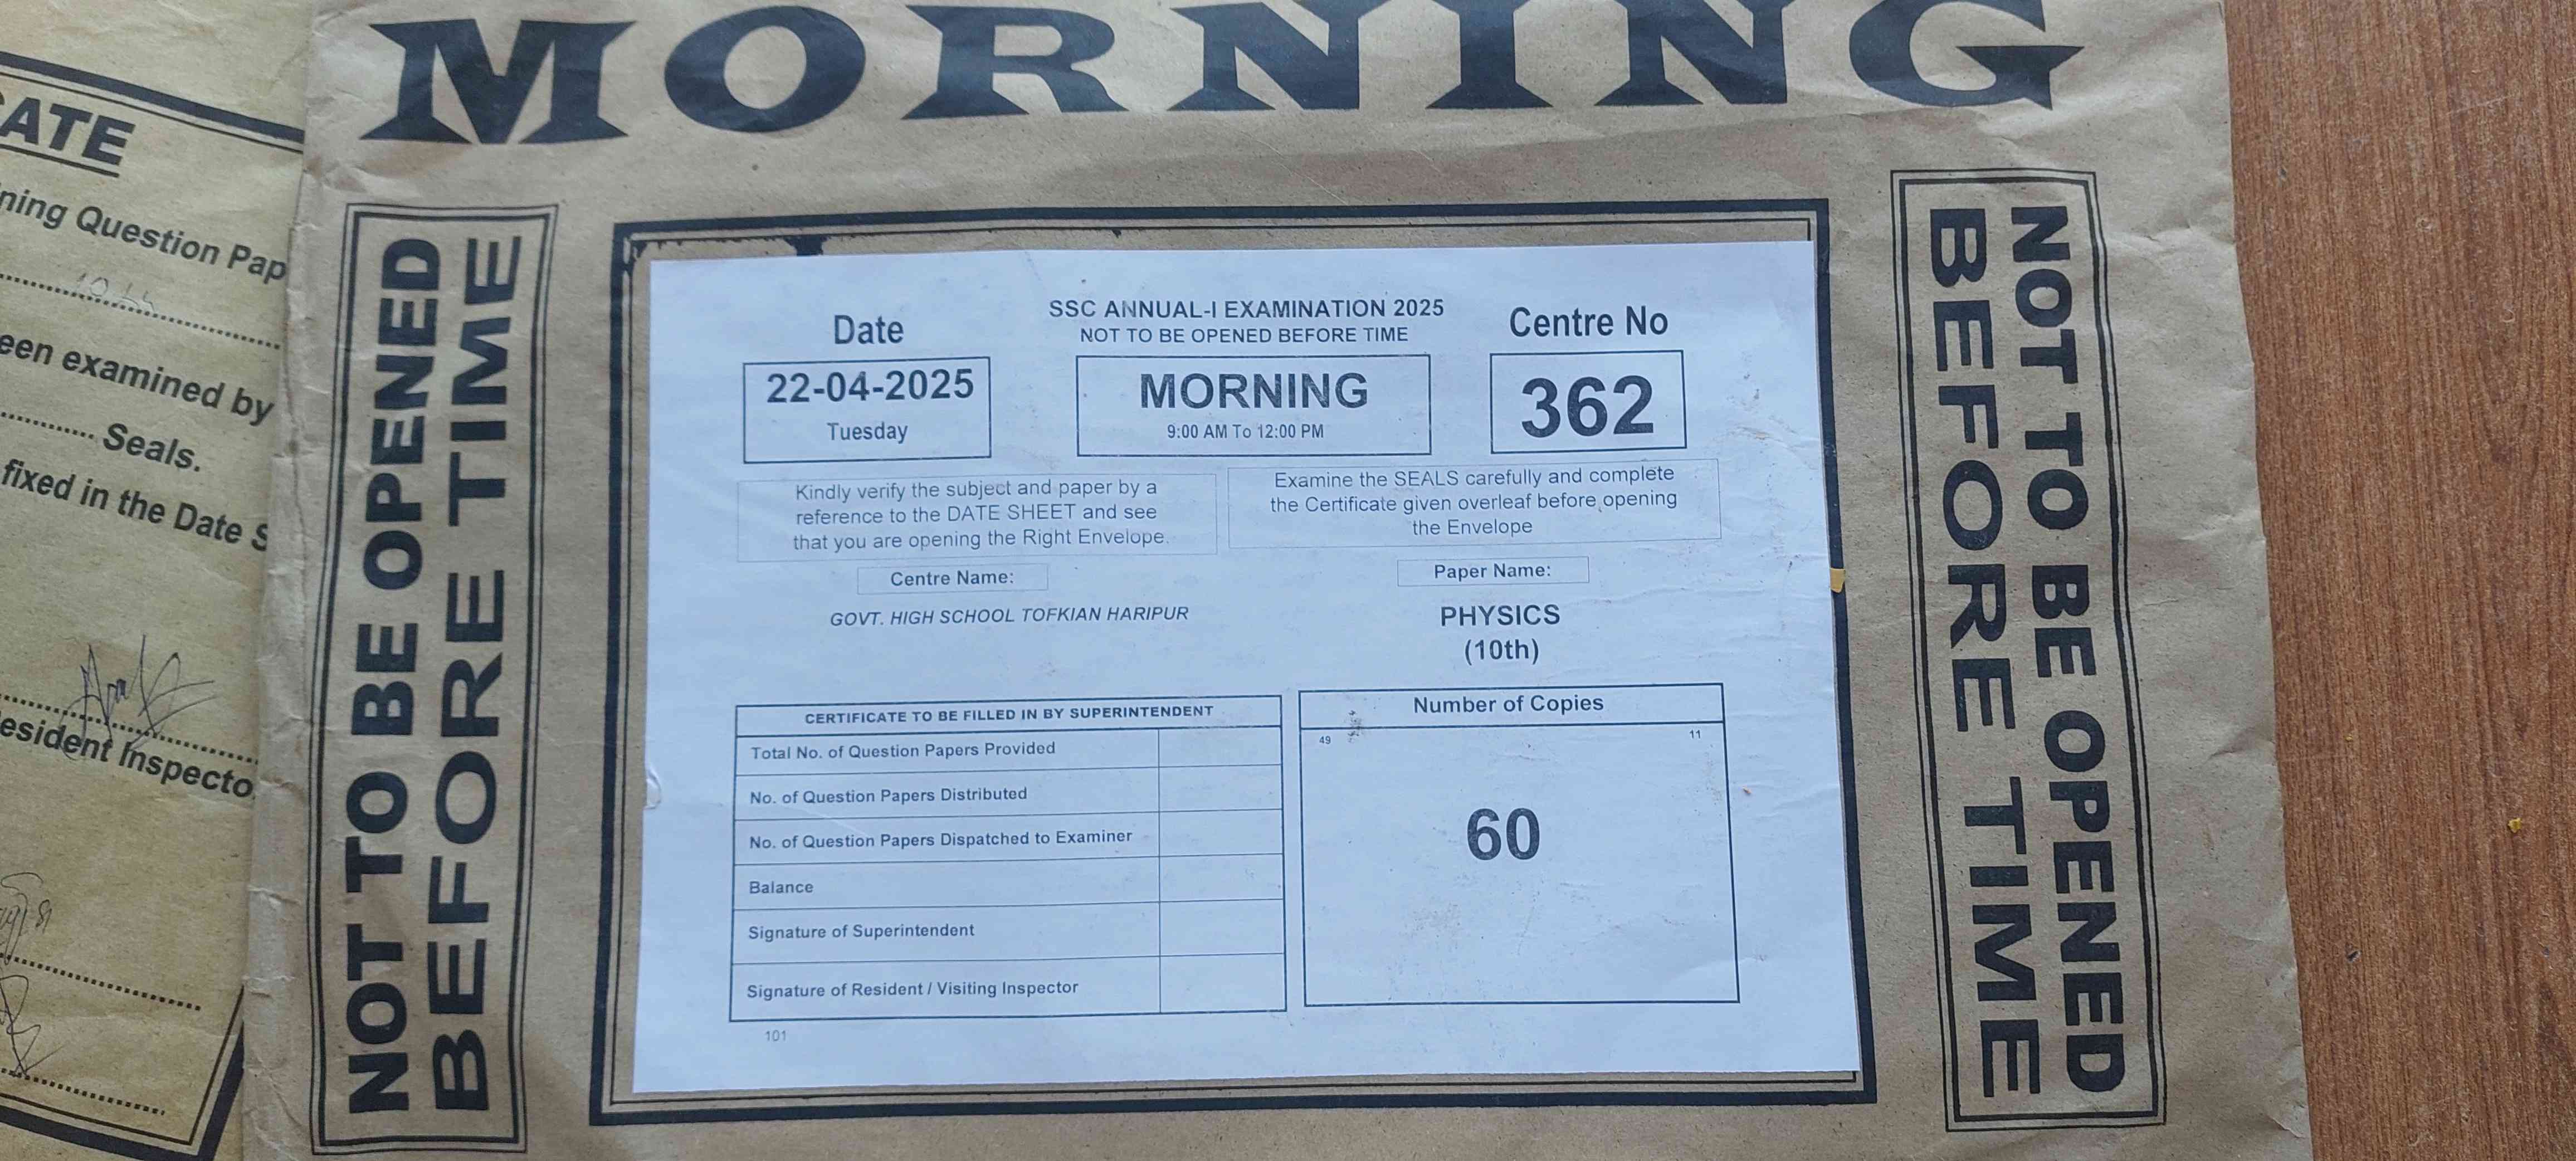 MORNING
NOT TO BE OPENED
BEFORE TIME
Date
22-04-2025
Tuesday
SSC ANNUAL-I EXAMINATION 2025
NOT TO BE OPENED BEFORE TIME
MORNING
9:00 AM To 12:00 PM
Centre No
362
Kindly verify the subject and paper by a
reference to the DATE SHEET and see
that you are opening the Right Envelope.
Examine the SEALS carefully and complete
the Certificate given overleaf before opening
the Envelope
Centre Name:
GOVT. HIGH SCHOOL TOFKIAN HARIPUR
Paper Name:
PHYSICS
(10th)
CERTIFICATE TO BE FILLED IN BY SUPERINTENDENT
Total No. of Question Papers Provided
No. of Question Papers Distributed
No. of Question Papers Dispatched to Examiner
Balance
Signature of Superintendent
Signature of Resident / Visiting Inspector
101
Number of Copies
49 11
60
NOT TO BE OPENED
BEFORE TIME
ATE
ning Question Pap
een examined by
Seals.
fixed in the Date S
esident Inspecto